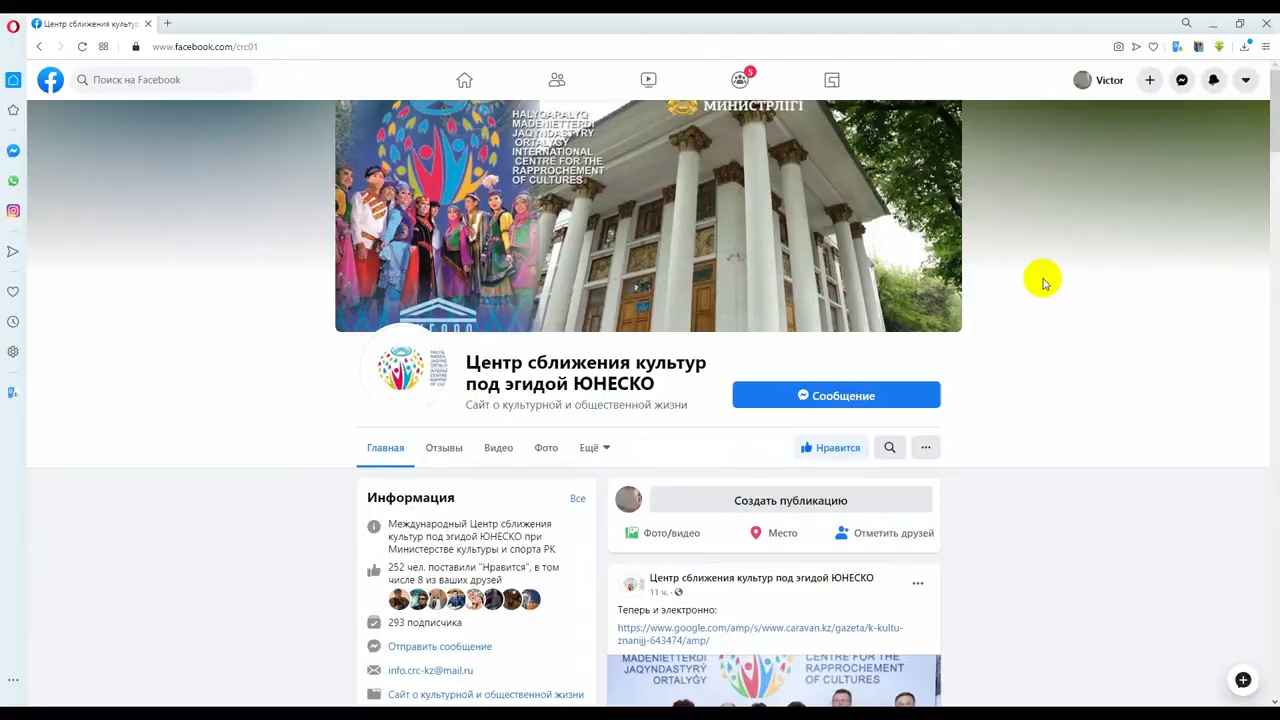 Центр сближения культур
www.facebook.com/crc01
Поиск на Facebook
5
Victor
МИНИСТРЛІГІ
HALYQARALYQ
MADENIETTERDI
JAQYNDASTYRY
ORTALYǴY
INTERNATIONAL
CENTRE FOR THE
RAPPROCHEMENT
OF CULTURES
Центр сближения культур
под эгидой ЮНЕСКО
Сайт о культурной и общественной жизни
Сообщение
Главная
Отзывы
Видео
Фото
Ещё
Нравится
Информация
Все
Международный Центр сближения
культур под эгидой ЮНЕСКО при
Министерстве культуры и спорта РК
252 чел. поставили "Нравится", в том
числе 8 из ваших друзей
293 подписчика
Отправить сообщение
info.crc-kz@mail.ru
Сайт о культурной и общественной жизни
Создать публикацию
Фото/видео
Место
Отметить друзей
Центр сближения культур под эгидой ЮНЕСКО
11 ч.
Теперь и электронно:
https://www.google.com/amp/s/www.caravan.kz/gazeta/k-kultu-
znanijj-643474/amp/
MADENIETTERDI
JAQYNDASTYRY
ORTALYǴY
CENTRE FOR THE
RAPPROCHEMENT
OF CULTURES